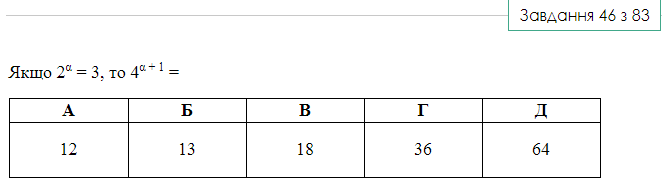 Завдання 46 з 83
Якщо 2^α = 3, то 4^(α + 1) =
А Б В Г Д
12 13 18 36 64